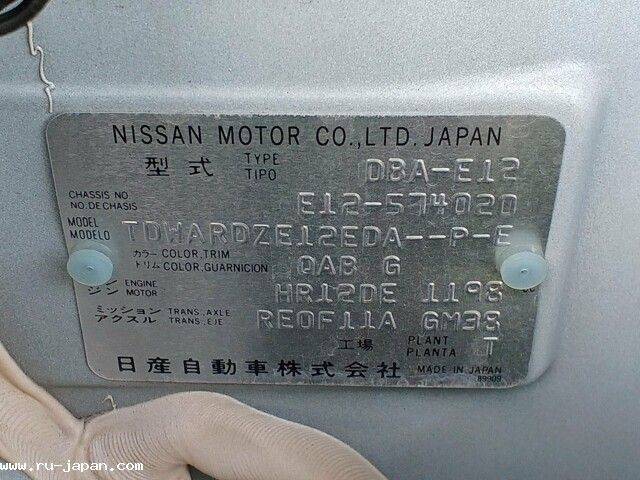 NISSAN MOTOR CO.,LTD. JAPAN
型式 TYPE TIPO DBA-E12
CHASSIS NO NO.DE CHASIS E12-574020
MODEL MODELO TDWARDZE12EDA--P-E
カラー COLOR,TRIM トリム COLOR,GUARNICION QAB G
ジン ENGINE MOTOR HR12DE 1198
ミッション TRANS.AXLE アクスル TRANS.EJE RE0F11A GM38
工場 PLANT PLANTA T
日産自動車株式会社 MADE IN JAPAN
89909
www.ru-japan.com